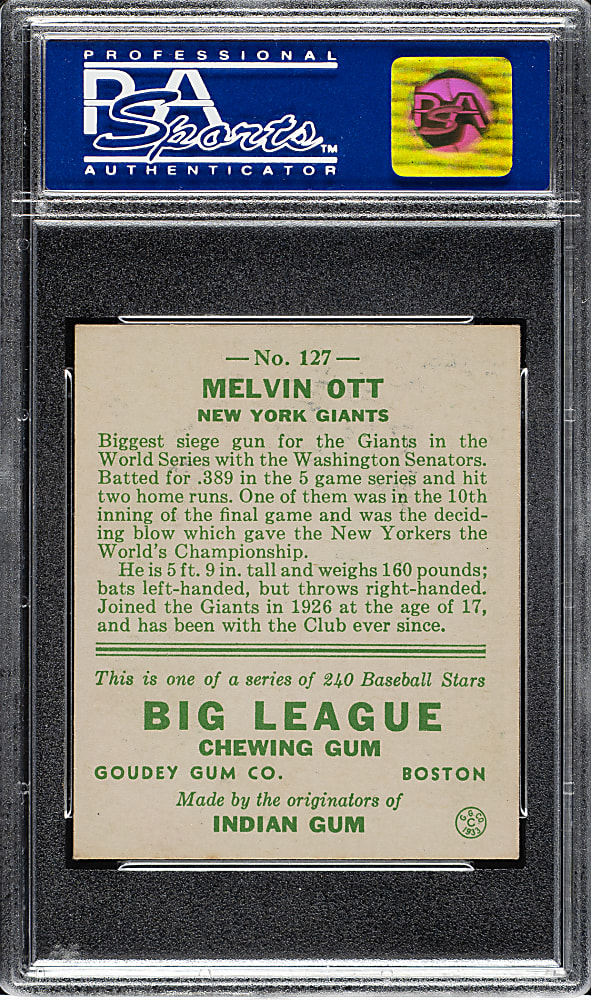 PROFESSIONAL
PSA
Sports™
AUTHENTICATOR
PSA
—No. 127—
MELVIN OTT
NEW YORK GIANTS
Biggest siege gun for the Giants in the
World Series with the Washington Senators.
Batted for .389 in the 5 game series and hit
two home runs. One of them was in the 10th
inning of the final game and was the decid-
ing blow which gave the New Yorkers the
World's Championship.
He is 5 ft. 9 in. tall and weighs 160 pounds;
bats left-handed, but throws right-handed.
Joined the Giants in 1926 at the age of 17,
and has been with the Club ever since.
This is one of a series of 240 Baseball Stars
BIG LEAGUE
CHEWING GUM
GOUDEY GUM CO. BOSTON
Made by the originators of
INDIAN GUM
G.G.CO.
C
1933